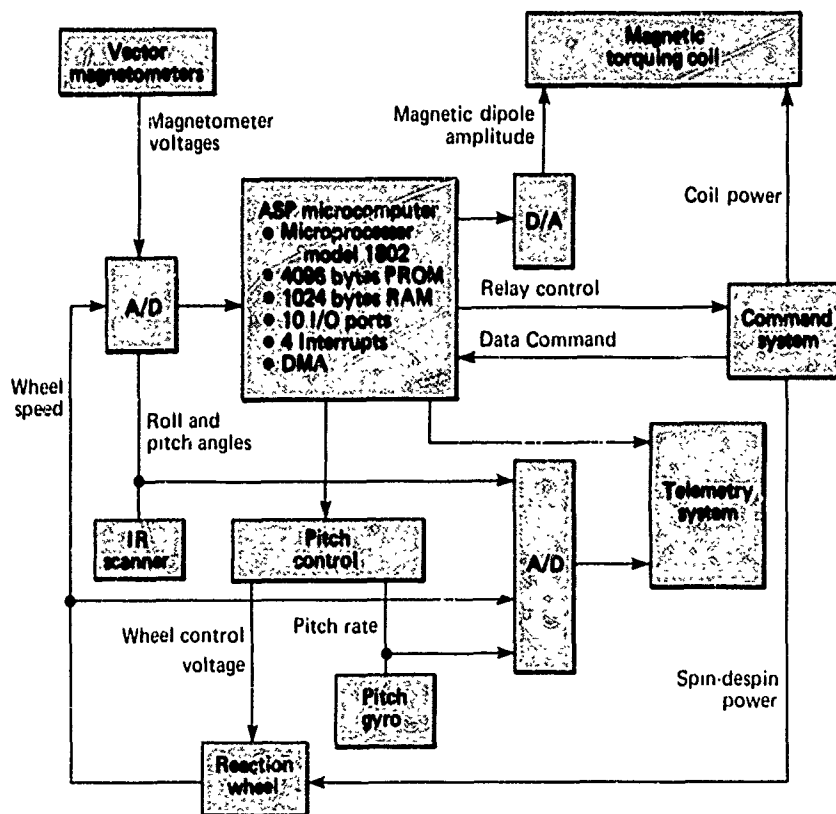 Vector
magnetometers
Magnetic
torquing coil
Magnetometer
voltages
Magnetic dipole
amplitude
ASP microcomputer
● Microprocesser
model 1802
● 4096 bytes PROM
● 1024 bytes RAM
● 10 I/O ports
● 4 Interrupts
● DMA
D/A
Coil power
A/D
Relay control
Data Command
Command
system
Wheel
speed
Roll and
pitch angles
Telemetry
system
IR
scanner
Pitch
control
A/D
Wheel control
voltage
Pitch rate
Pitch
gyro
Spin-despin
power
Reaction
wheel